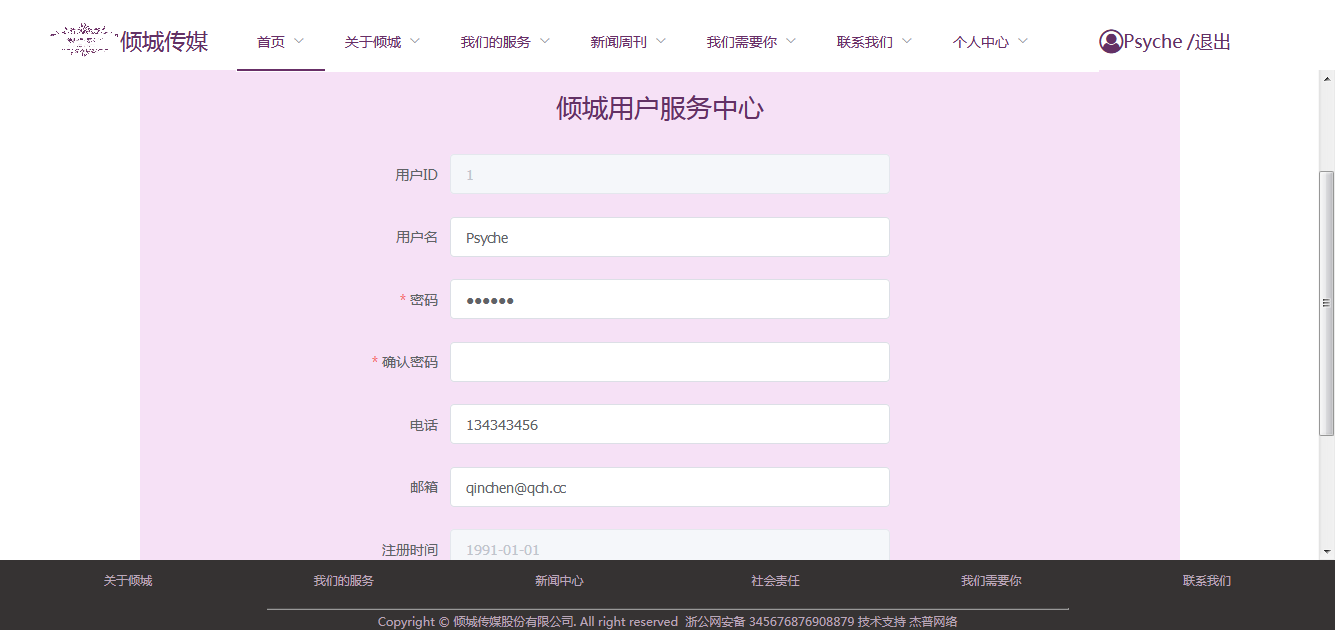 倾城传媒 首页 关于倾城 我们的服务 新闻周刊 我们需要你 联系我们 个人中心 Psyche /退出
倾城用户服务中心
用户ID 1
用户名 Psyche
* 密码 ●●●●●●
* 确认密码
电话 134343456
邮箱 qinchen@qch.cc
注册时间 1991-01-01
关于倾城 我们的服务 新闻中心 社会责任 我们需要你 联系我们
Copyright © 倾城传媒股份有限公司. All right reserved 浙公网安备 345676876908879 技术支持 杰普网络